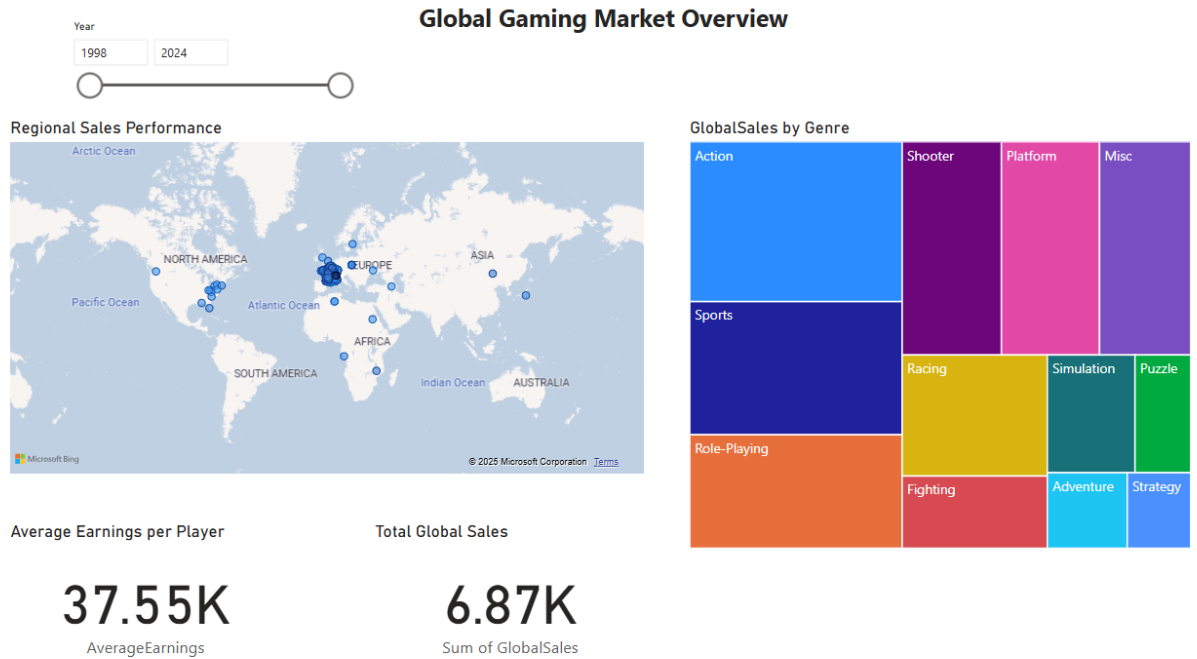 Global Gaming Market Overview
Year
1998 2024
Regional Sales Performance
Arctic Ocean
NORTH AMERICA
EUROPE
ASIA
Pacific Ocean
Atlantic Ocean
AFRICA
SOUTH AMERICA
Indian Ocean
AUSTRALIA
Microsoft Bing
© 2025 Microsoft Corporation Terms
GlobalSales by Genre
Action
Shooter
Platform
Misc
Sports
Racing
Simulation
Puzzle
Role-Playing
Fighting
Adventure
Strategy
Average Earnings per Player
37.55K
AverageEarnings
Total Global Sales
6.87K
Sum of GlobalSales